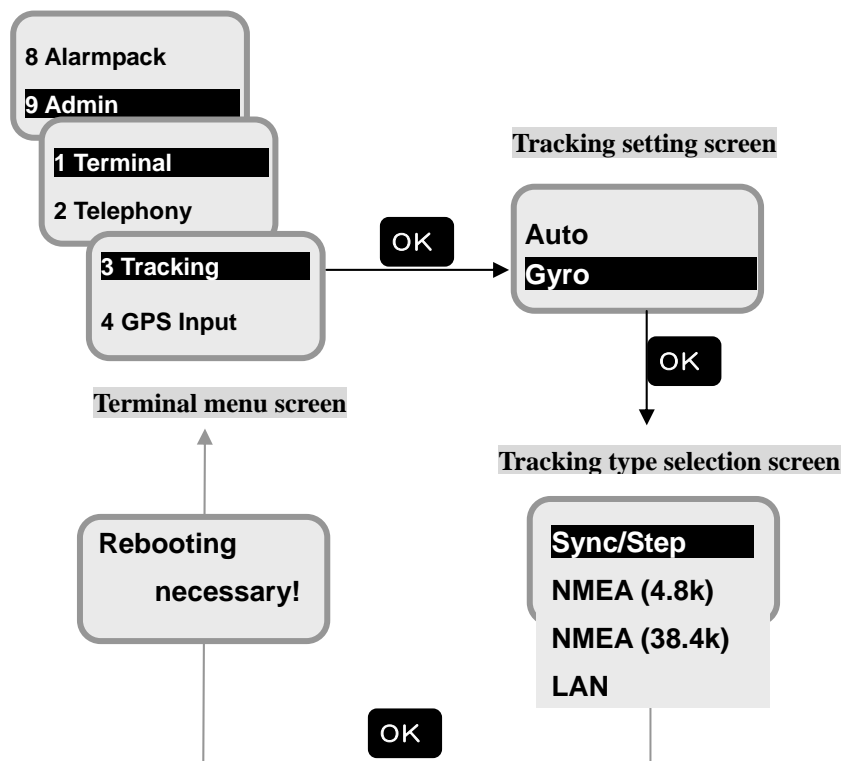 8 Alarmpack
9 Admin
1 Terminal
2 Telephony
3 Tracking
4 GPS Input
Terminal menu screen
OK
Tracking setting screen
Auto
Gyro
OK
Tracking type selection screen
Sync/Step
NMEA (4.8k)
NMEA (38.4k)
LAN
OK
Rebooting
necessary!